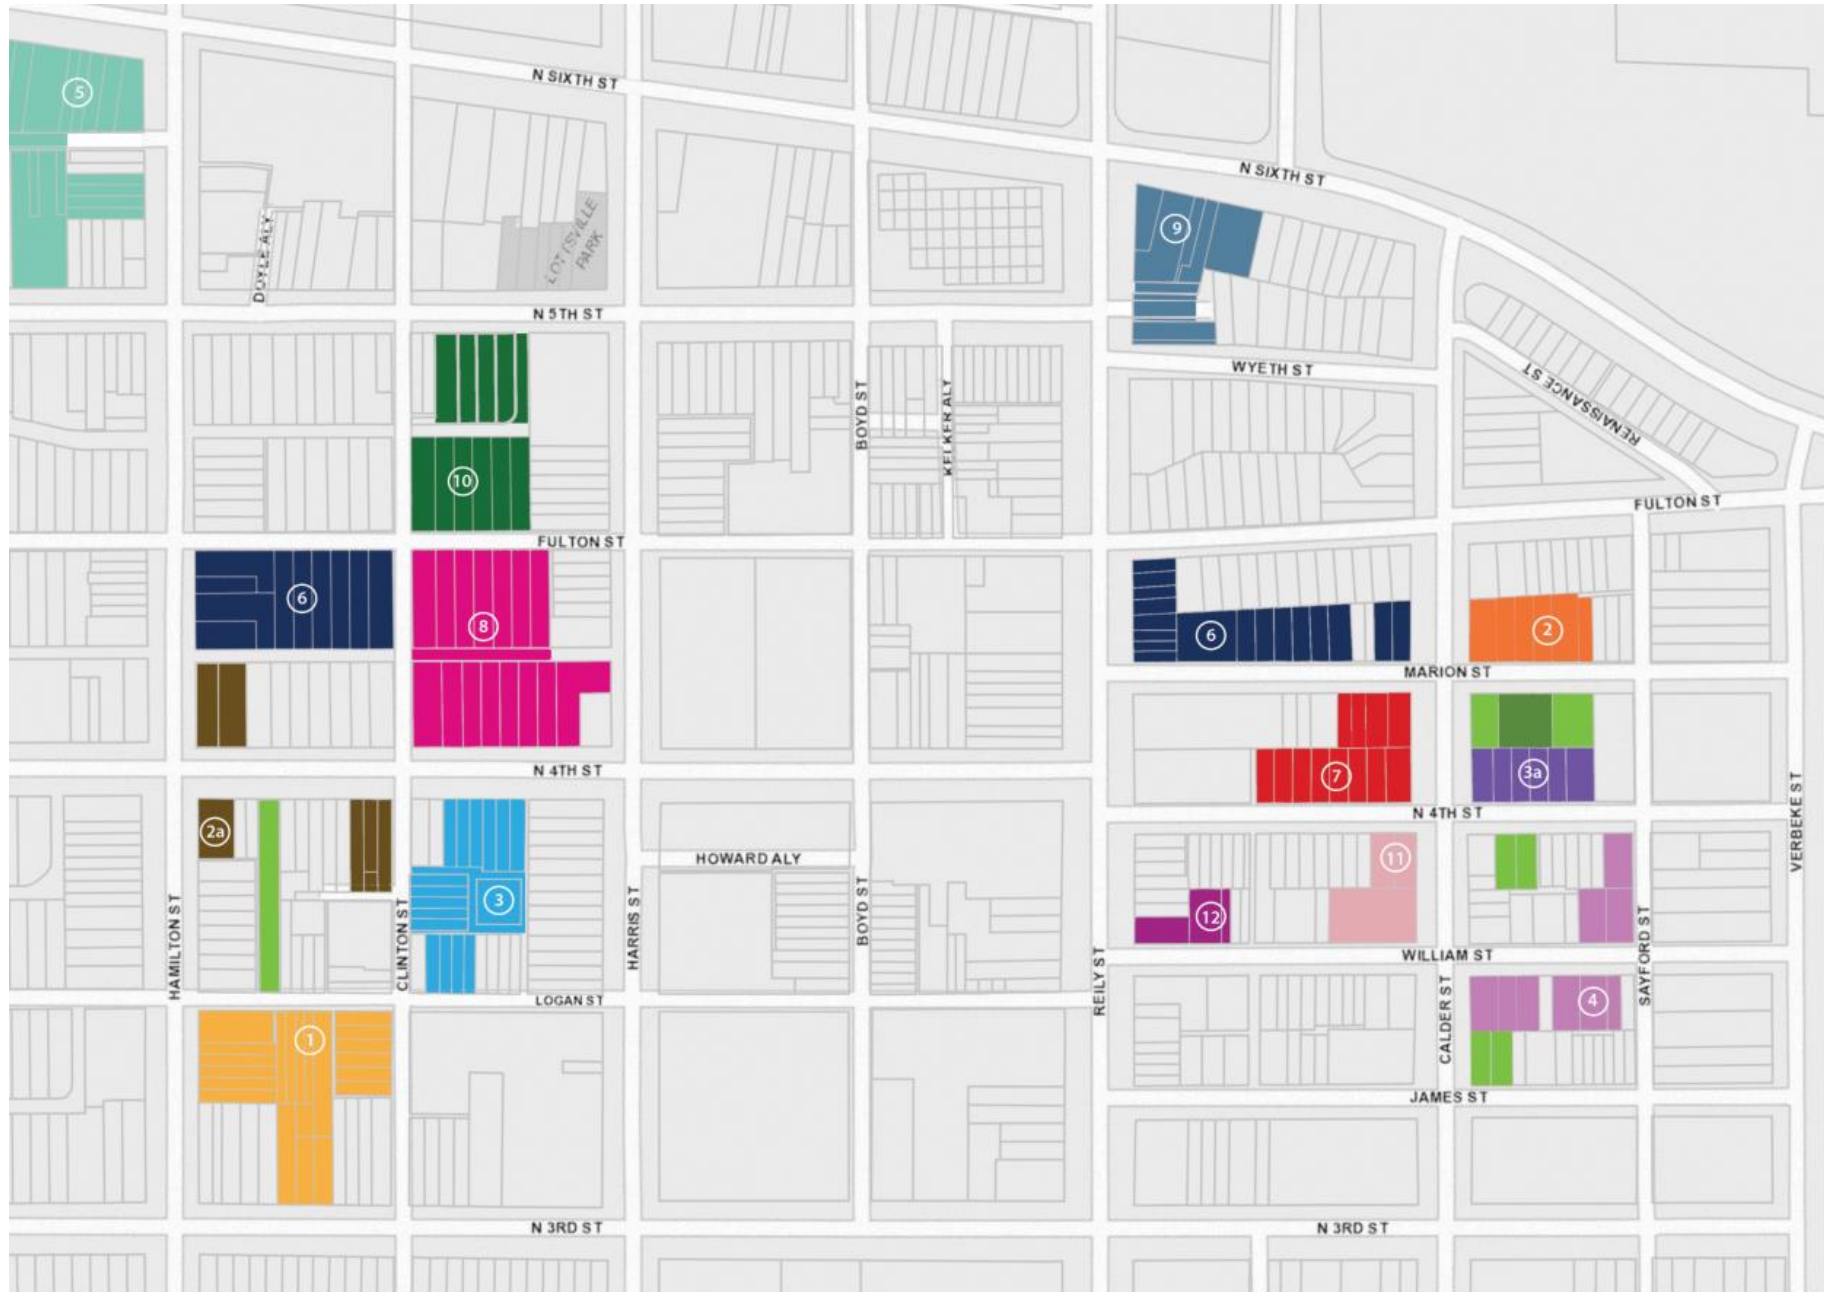 N SIXTH ST
5
N SIXTH ST
LOTTSVILLE
PARK
9
DOYLE ALY
N 5TH ST
WYETH ST
RENAISSANCE ST
BOYD ST
KELKER ALY
10
FULTON ST
FULTON ST
6
8
6
2
MARION ST
N 4TH ST
7
3a
N 4TH ST
VERBEKE ST
2a
HOWARD ALY
11
3
12
HAMILTON ST
CLINTON ST
HARRIS ST
BOYD ST
REILY ST
WILLIAM ST
CALDER ST
SAYFORD ST
LOGAN ST
4
1
JAMES ST
N 3RD ST
N 3RD ST